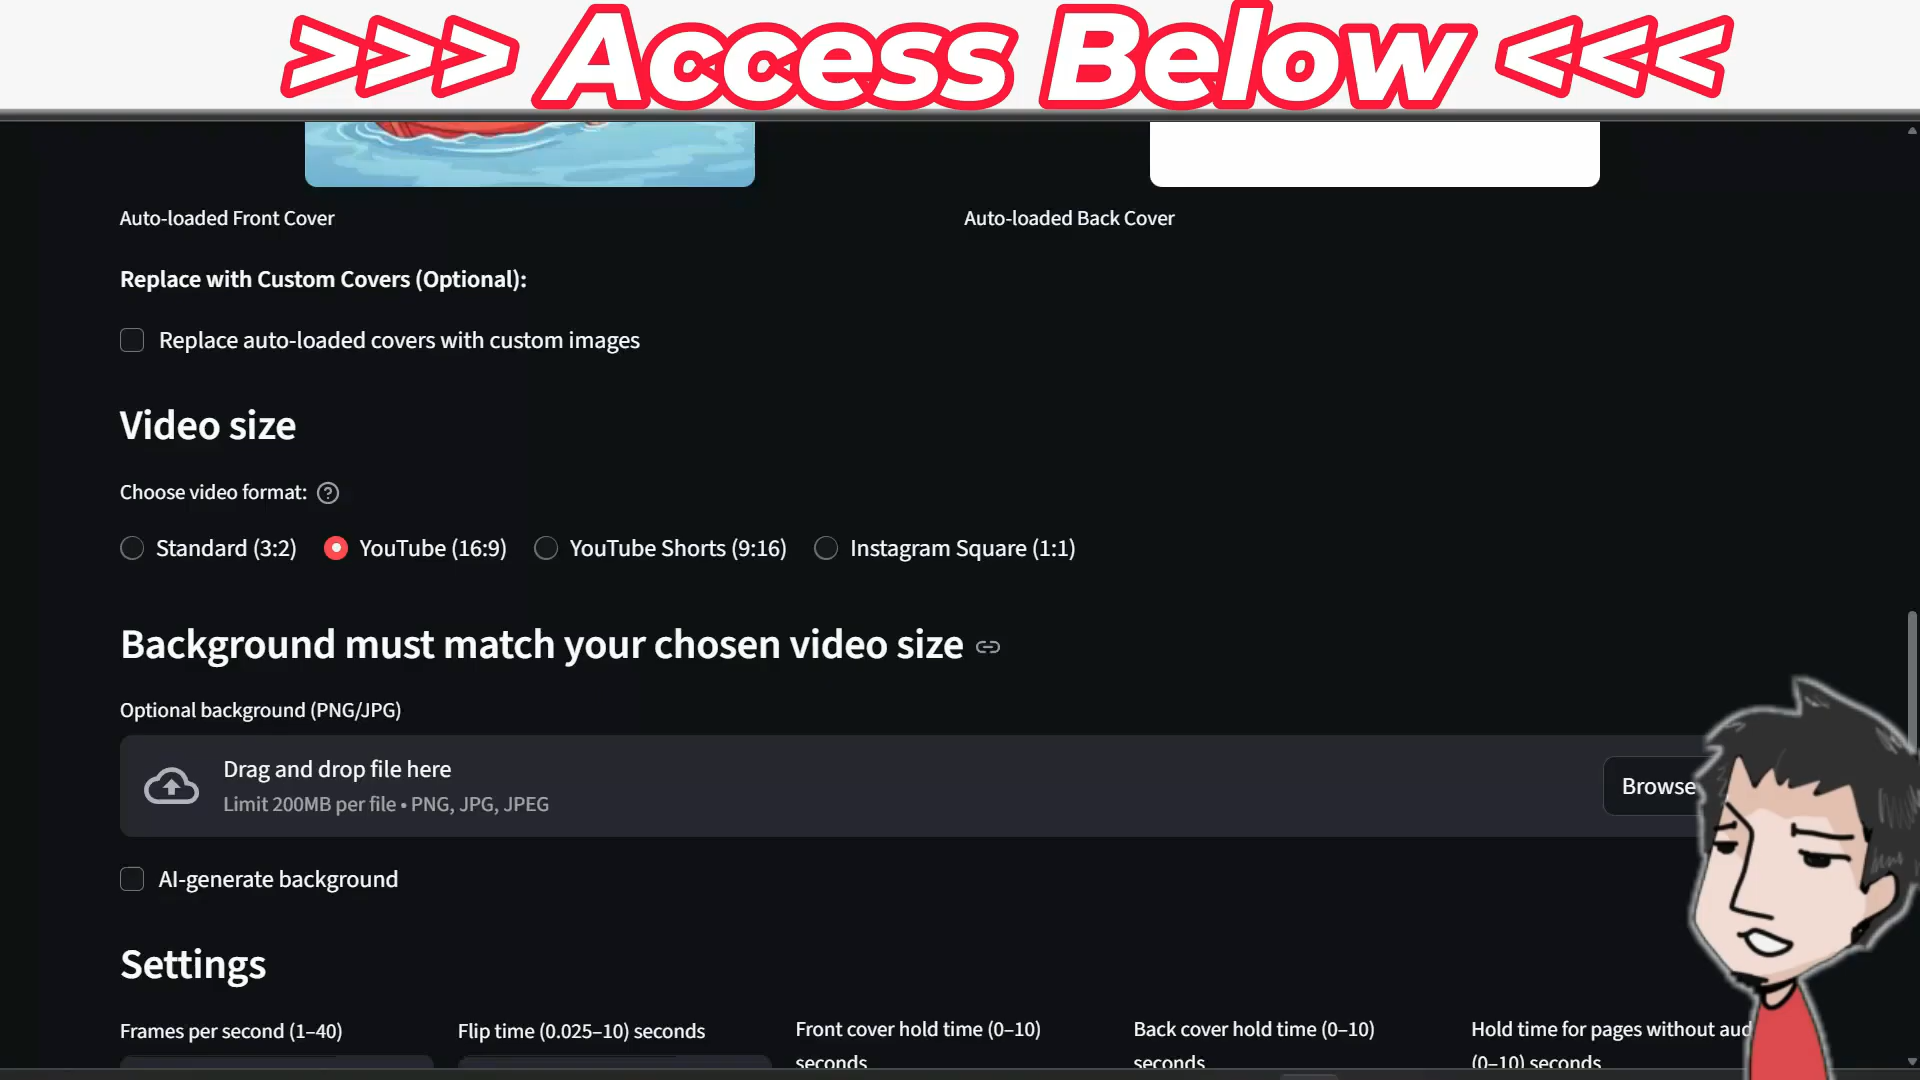 >>> Access Below <<<
Auto-loaded Front Cover
Auto-loaded Back Cover
Replace with Custom Covers (Optional):
Replace auto-loaded covers with custom images
Video size
Choose video format:
Standard (3:2) YouTube (16:9) YouTube Shorts (9:16) Instagram Square (1:1)
Background must match your chosen video size
Optional background (PNG/JPG)
Drag and drop file here
Limit 200MB per file • PNG, JPG, JPEG
Browse
AI-generate background
Settings
Frames per second (1–40)
Flip time (0.025–10) seconds
Front cover hold time (0–10)
seconds
Back cover hold time (0–10)
seconds
Hold time for pages without
(0–10) seconds